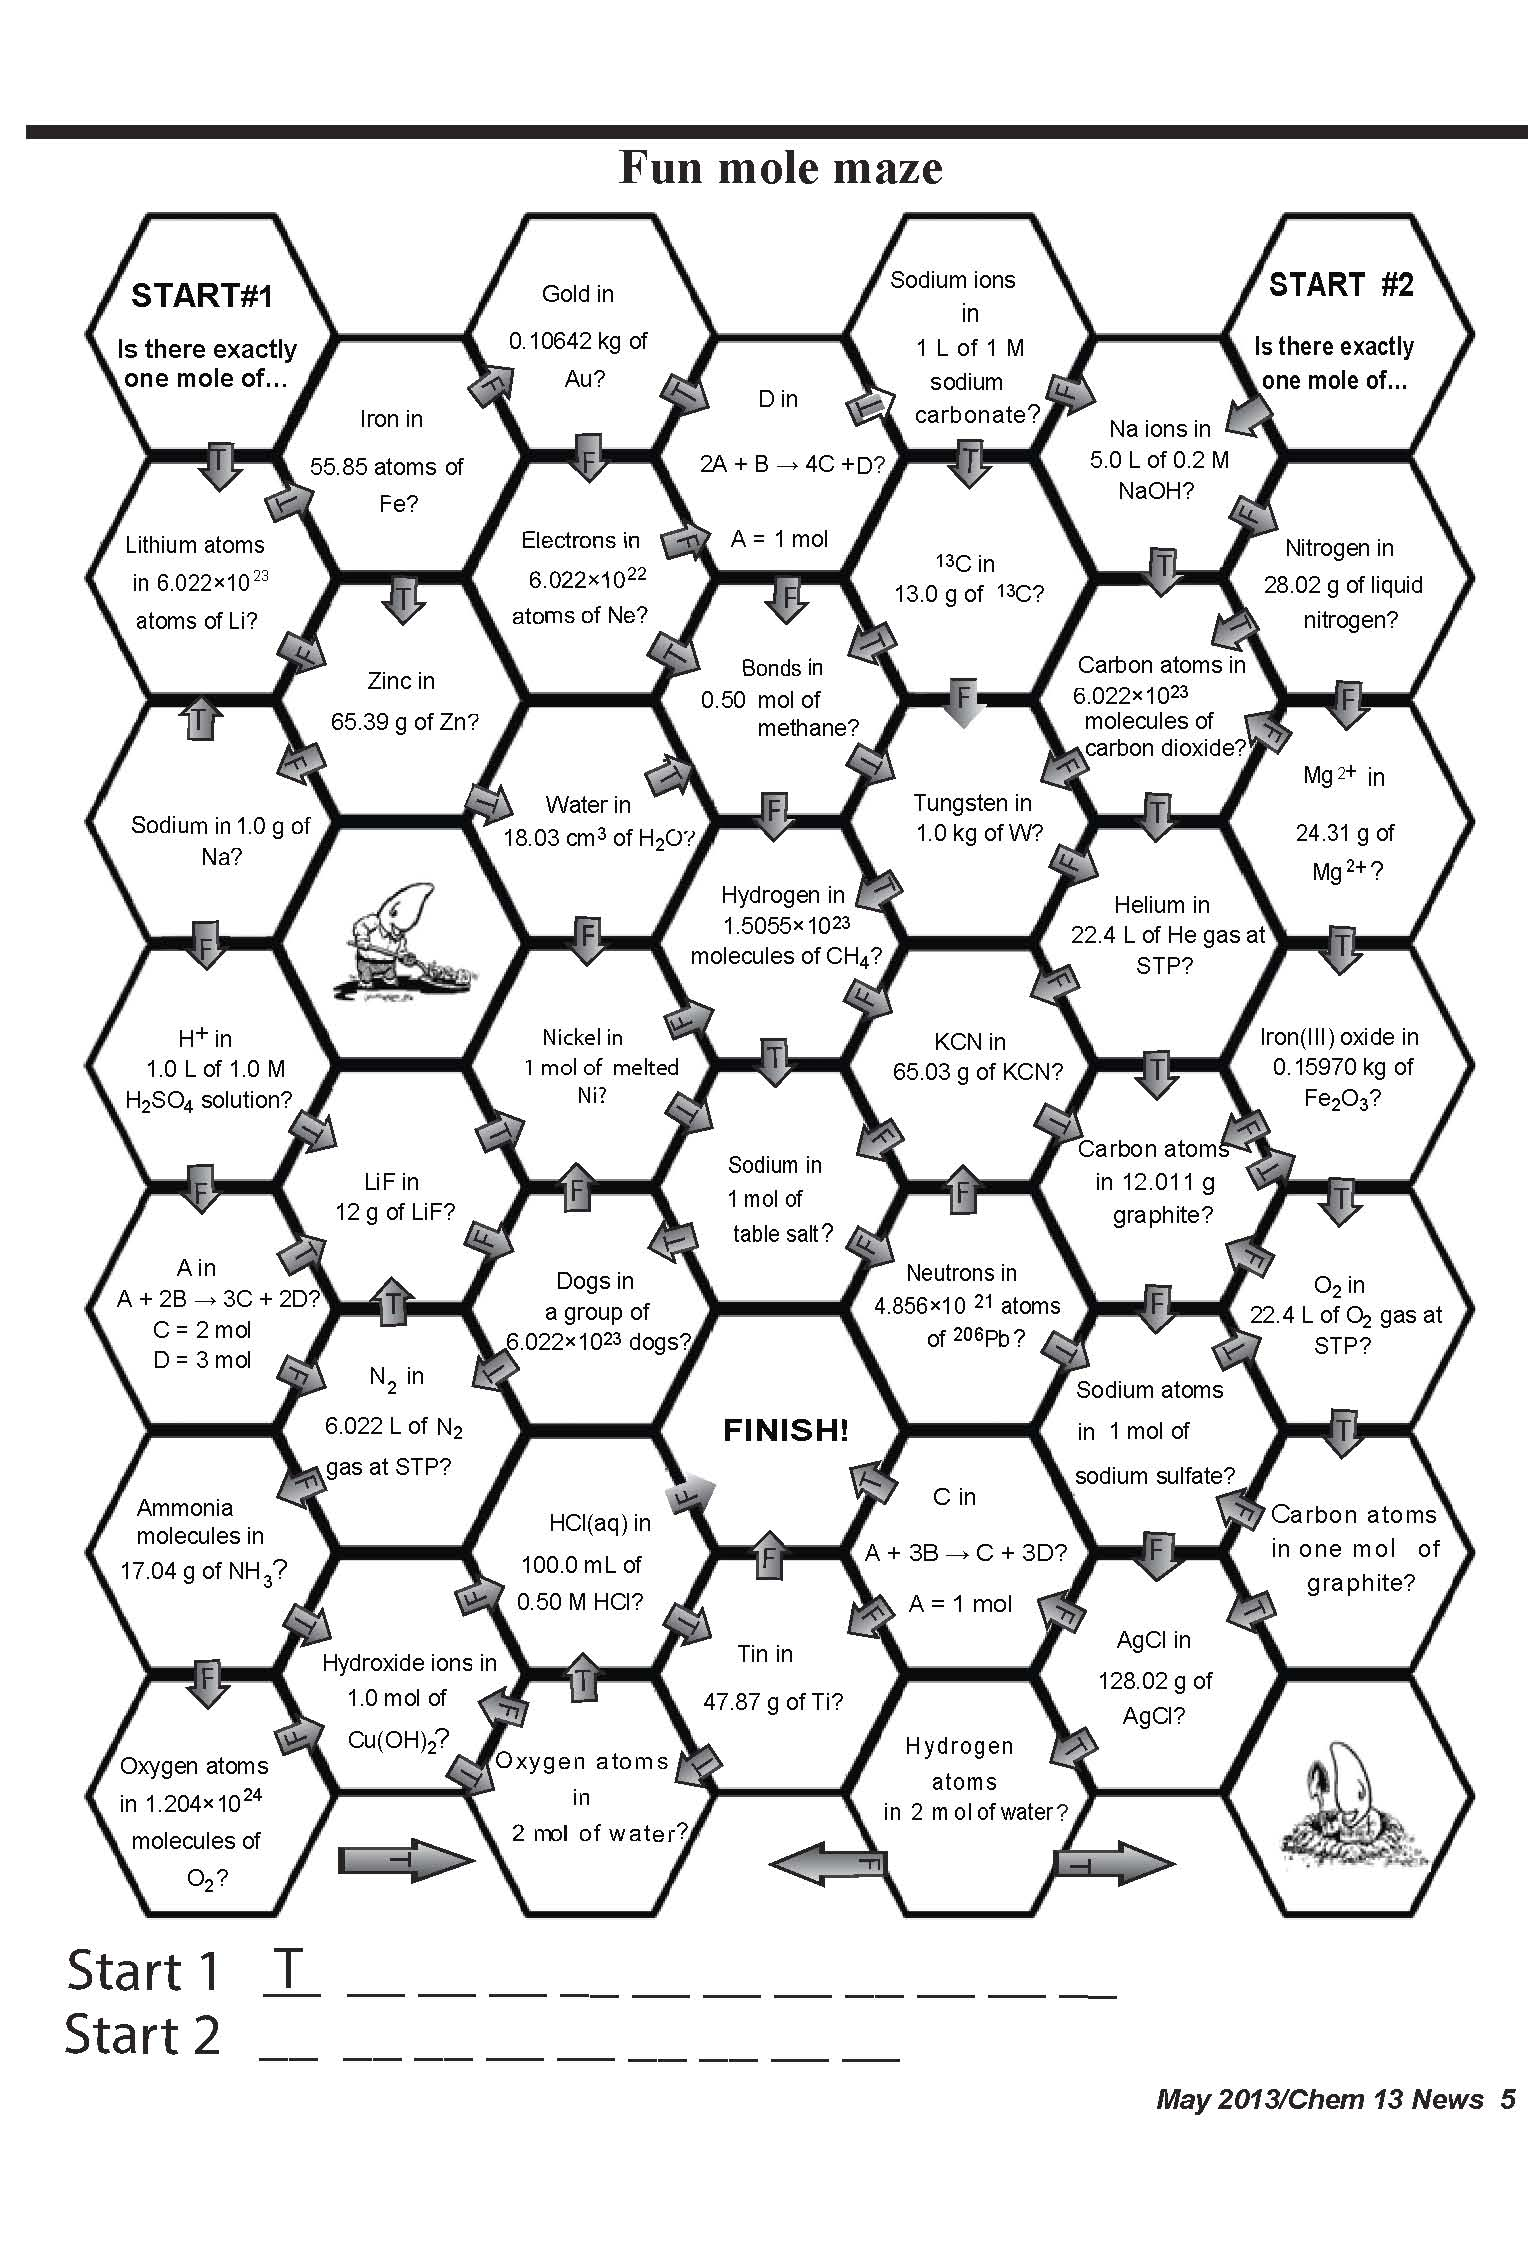 Fun mole maze
START#1
Is there exactly
one mole of…
T
Lithium atoms
in 6.022×10²³
atoms of Li?
T
F
T
Sodium in 1.0 g of
Na?
F
F
H⁺ in
1.0 L of 1.0 M
H₂SO₄ solution?
T
F
A in
A + 2B → 3C + 2D?
C = 2 mol
D = 3 mol
T
F
Ammonia
molecules in
17.04 g of NH₃?
F
T
F
Oxygen atoms
in 1.204×10²⁴
molecules of
O₂?
F
T
Iron in
55.85 atoms of
Fe?
F
T
Zinc in
65.39 g of Zn?
T
LiF in
12 g of LiF?
T
F
T
N₂ in
6.022 L of N₂
gas at STP?
T
Hydroxide ions in
1.0 mol of
Cu(OH)₂?
F
F
T
Gold in
0.10642 kg of
Au?
T
F
Electrons in
6.022×10²²
atoms of Ne?
F
T
Water in
18.03 cm³ of H₂O?
T
F
Nickel in
1 mol of melted
Ni?
F
T
F
Dogs in
a group of
6.022×10²³ dogs?
T
HCl(aq) in
100.0 mL of
0.50 M HCl?
F
T
T
Oxygen atoms
in
2 mol of water?
T
D in
2A + B → 4C +D?
A = 1 mol
T
F
Bonds in
0.50 mol of
methane?
T
T
F
Hydrogen in
1.5055×10²³
molecules of CH₄?
T
F
T
Sodium in
1 mol of
table salt?
F
F
FINISH!
T
F
Tin in
47.87 g of Ti?
F
Sodium ions
in
1 L of 1 M
sodium
carbonate?
F
T
¹³C in
13.0 g of ¹³C?
F
Tungsten in
1.0 kg of W?
F
F
KCN in
65.03 g of KCN?
F
T
F
Neutrons in
4.856×10²¹ atoms
of ²⁰⁶Pb?
T
C in
A + 3B → C + 3D?
A = 1 mol
F
Hydrogen
atoms
in 2 mol of water?
T
F
T
Na ions in
5.0 L of 0.2 M
NaOH?
F
T
Carbon atoms in
6.022×10²³
molecules of
carbon dioxide?
T
F
T
Helium in
22.4 L of He gas at
STP?
T
Carbon atoms
in 12.011 g
graphite?
F
T
F
F
Sodium atoms
in 1 mol of
sodium sulfate?
T
F
F
AgCl in
128.02 g of
AgCl?
START #2
Is there exactly
one mole of…
Nitrogen in
28.02 g of liquid
nitrogen?
F
Mg²⁺ in
24.31 g of
Mg²⁺?
T
Iron(III) oxide in
0.15970 kg of
Fe₂O₃?
T
O₂ in
22.4 L of O₂ gas at
STP?
T
Carbon atoms
in one mol of
graphite?
T
Start 1 T
Start 2
May 2013/Chem 13 News 5